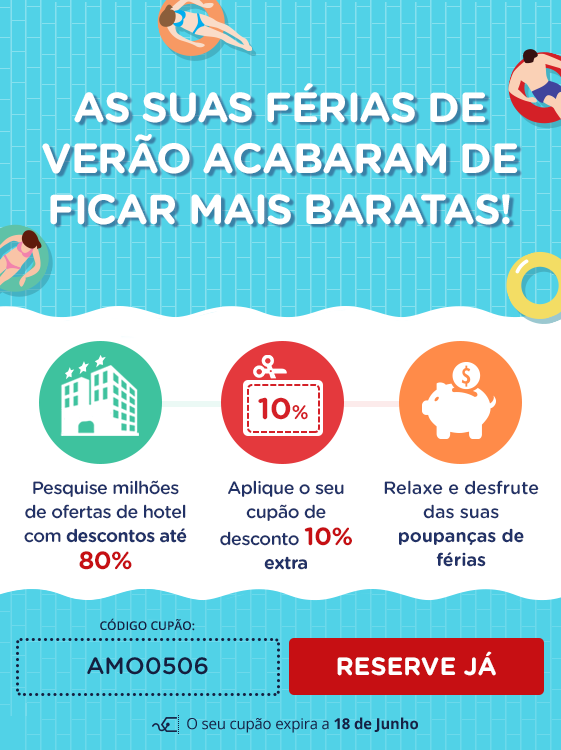 AS SUAS FÉRIAS DE
VERÃO ACABARAM DE
FICAR MAIS BARATAS!
10%
$
Pesquise milhões
de ofertas de hotel
com descontos até
80%
Aplique o seu
cupão de
desconto 10%
extra
Relaxe e desfrute
das suas
poupanças de
férias
CÓDIGO CUPÃO:
AMO0506
RESERVE JÁ
O seu cupão expira a 18 de Junho